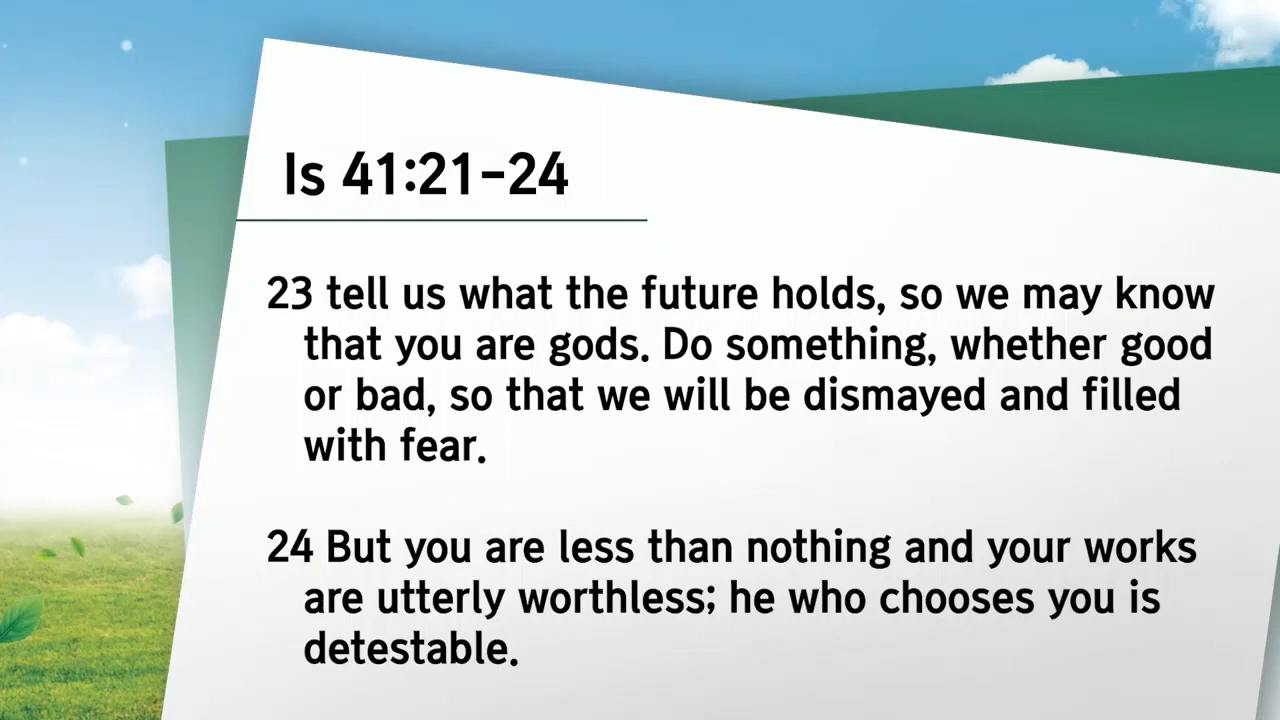 Is 41:21-24
23 tell us what the future holds, so we may know
that you are gods. Do something, whether good
or bad, so that we will be dismayed and filled
with fear.
24 But you are less than nothing and your works
are utterly worthless; he who chooses you is
detestable.